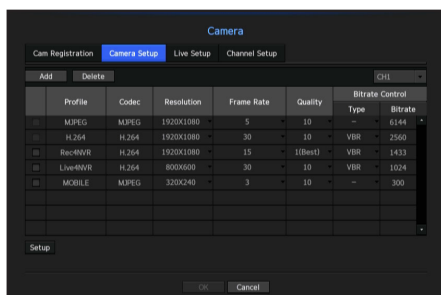 Camera
Cam Registration Camera Setup Live Setup Channel Setup
Add Delete CH1
Profile Codec Resolution Frame Rate Quality Bitrate Control
Type Bitrate
MJPEG MJPEG 1920X1080 5 10 - 6144
H.264 H.264 1920X1080 30 10 VBR 2560
Rec4NVR H.264 1920X1080 15 1(Best) VBR 1433
Live4NVR H.264 800X600 30 10 VBR 1024
MOBILE MJPEG 320X240 3 10 - 300
Setup
OK Cancel